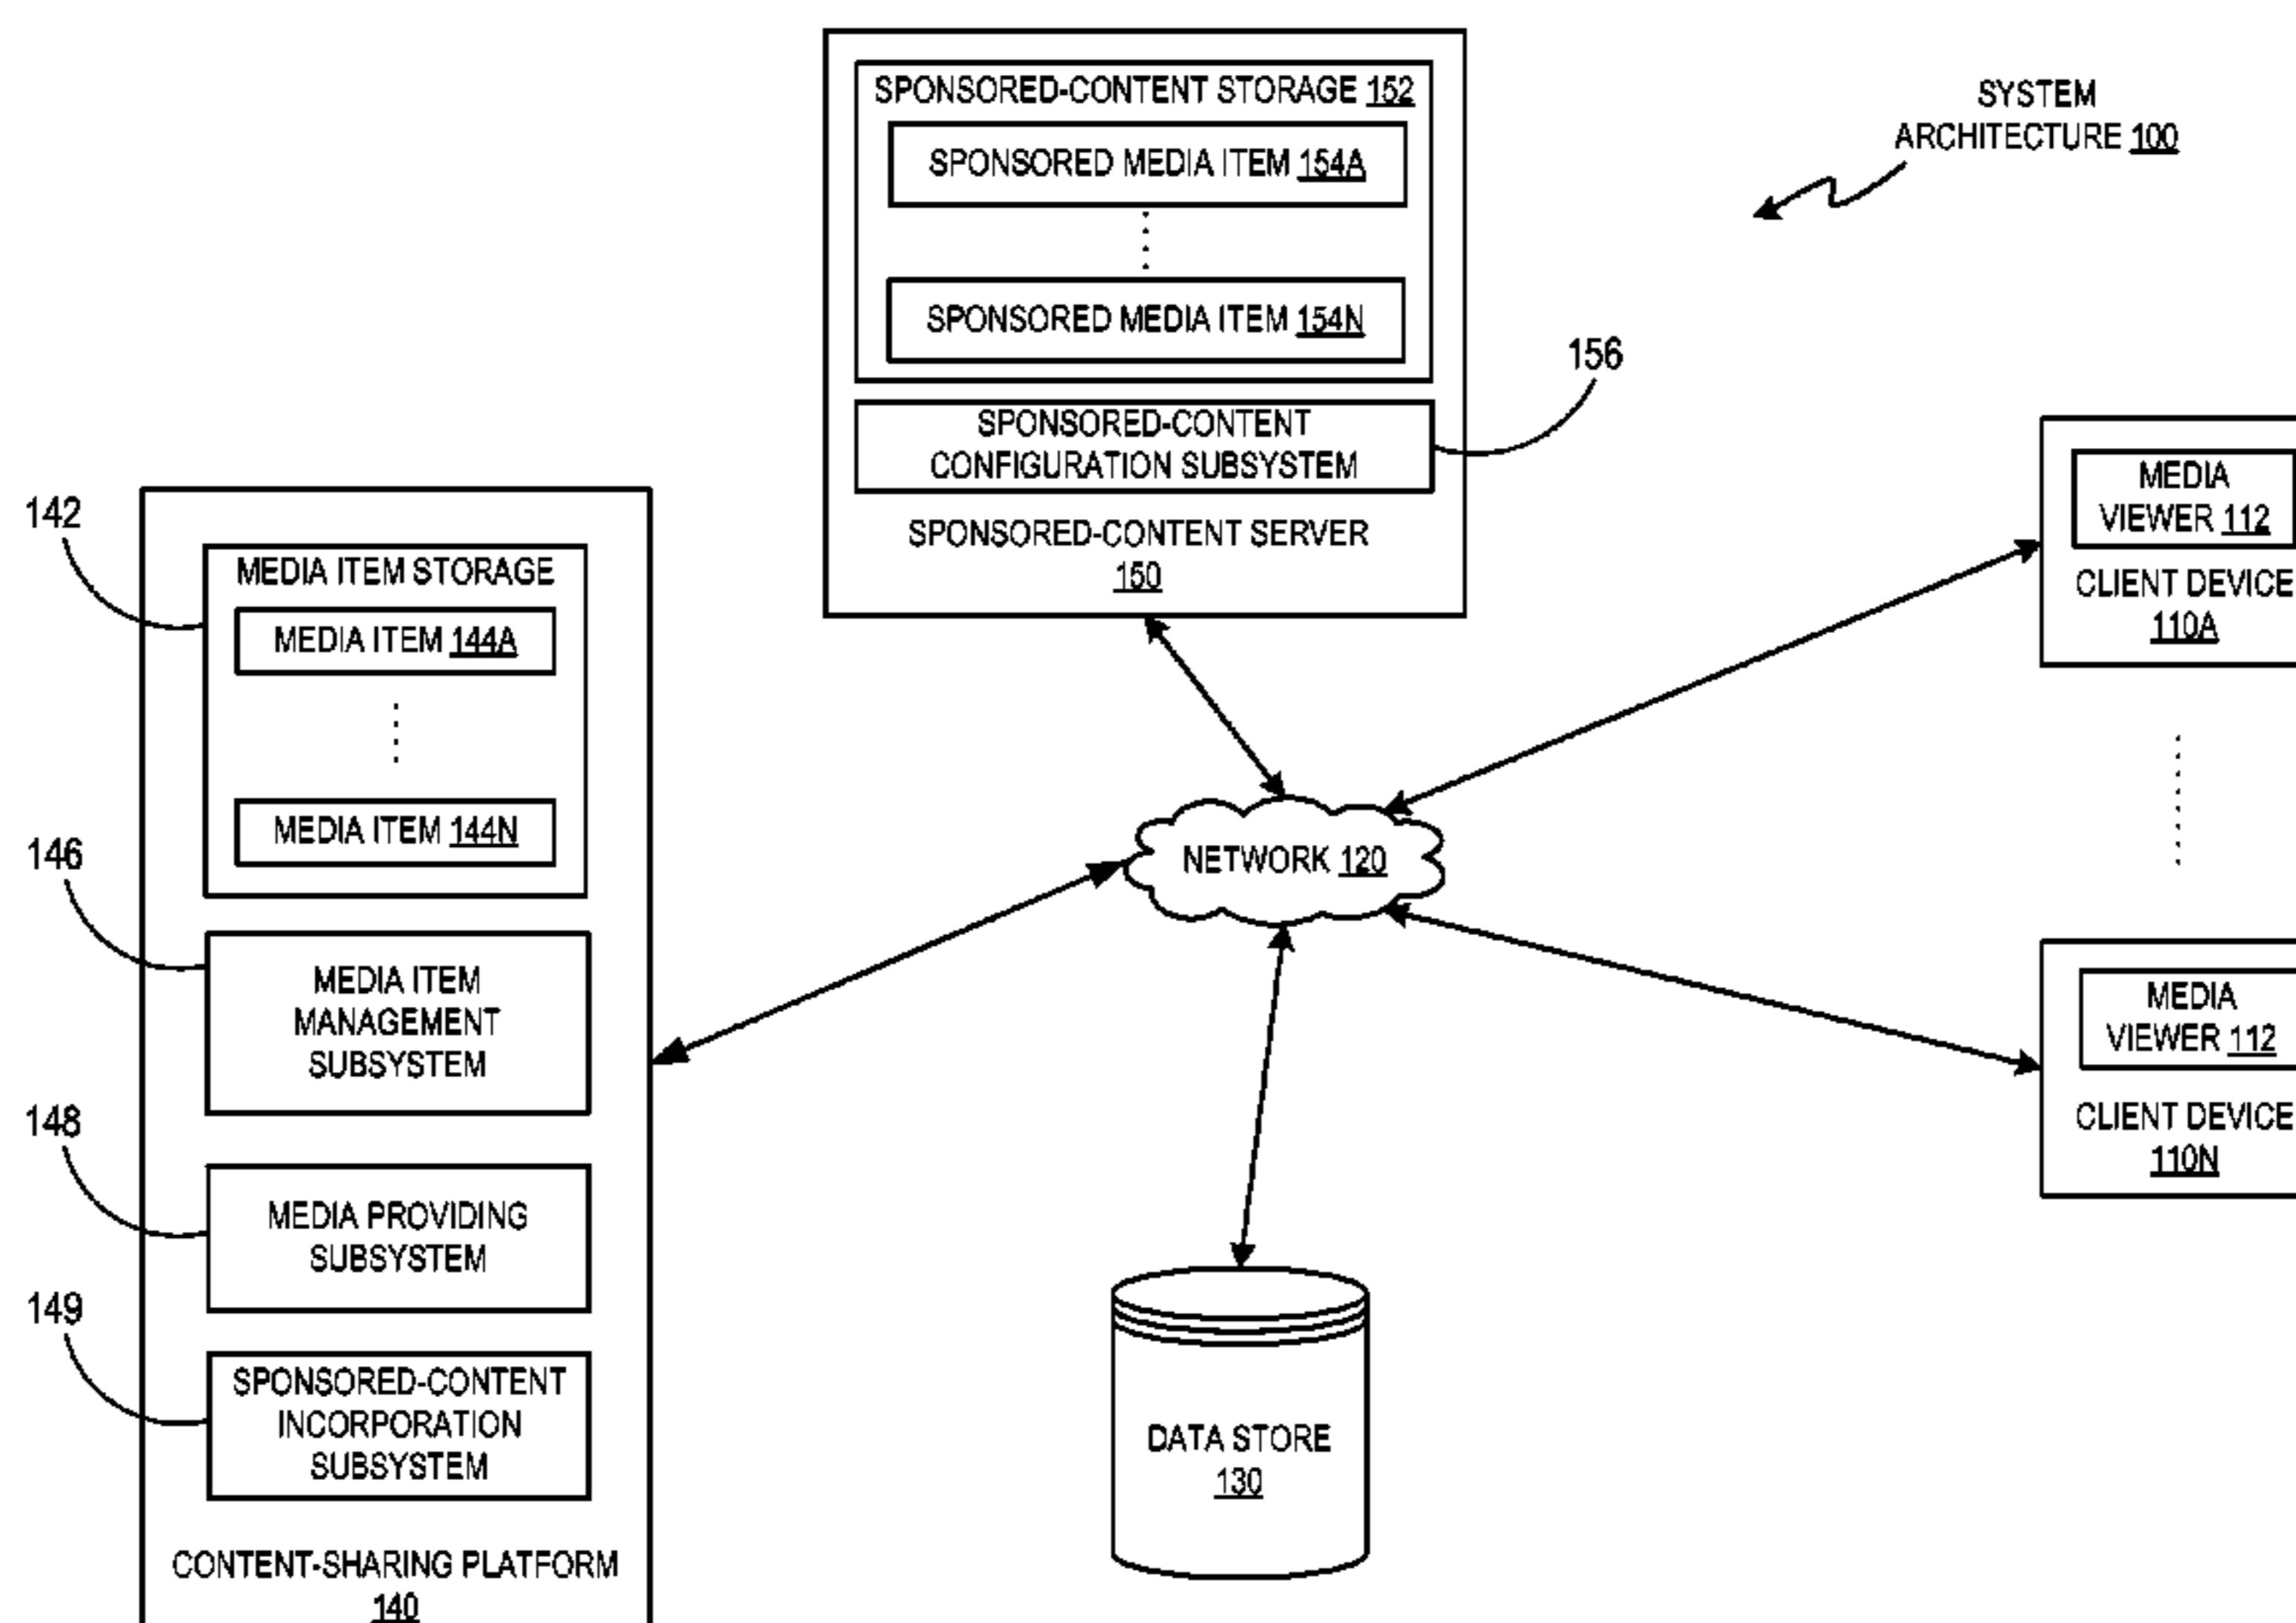 SYSTEM
ARCHITECTURE 100
SPONSORED-CONTENT STORAGE 152
SPONSORED MEDIA ITEM 154A
SPONSORED MEDIA ITEM 154N
156
SPONSORED-CONTENT
CONFIGURATION SUBSYSTEM
SPONSORED-CONTENT SERVER
150
142
MEDIA ITEM STORAGE
MEDIA ITEM 144A
MEDIA ITEM 144N
146
MEDIA ITEM
MANAGEMENT
SUBSYSTEM
148
MEDIA PROVIDING
SUBSYSTEM
149
SPONSORED-CONTENT
INCORPORATION
SUBSYSTEM
CONTENT-SHARING PLATFORM
140
NETWORK 120
DATA STORE
130
MEDIA
VIEWER 112
CLIENT DEVICE
110A
MEDIA
VIEWER 112
CLIENT DEVICE
110N